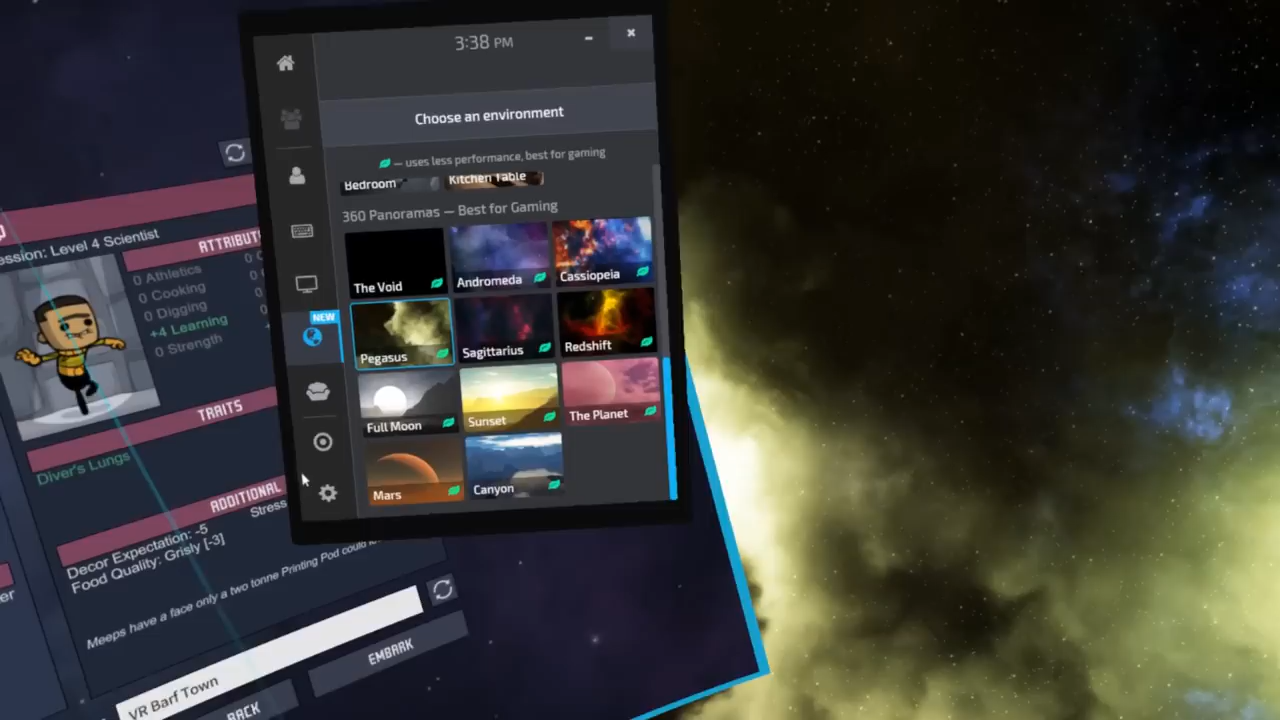 3:38 PM
Choose an environment
— uses less performance, best for gaming
Bedroom
Kitchen Table
360 Panoramas — Best for Gaming
The Void
Andromeda
Cassiopeia
Pegasus
Sagittarius
Redshift
Full Moon
Sunset
The Planet
Mars
Canyon
NEW
ession: Level 4 Scientist
ATTRIBUT
0 Athletics
0 Cooking
0 Digging
+4 Learning
0 Strength
TRAITS
Diver's Lungs
ADDITIONAL
Stress
Decor Expectation: -5
Food Quality: Grisly [-3]
Meeps have a face only a two tonne Printing Pod could
VR Barf Town
EMBARK
BACK
er